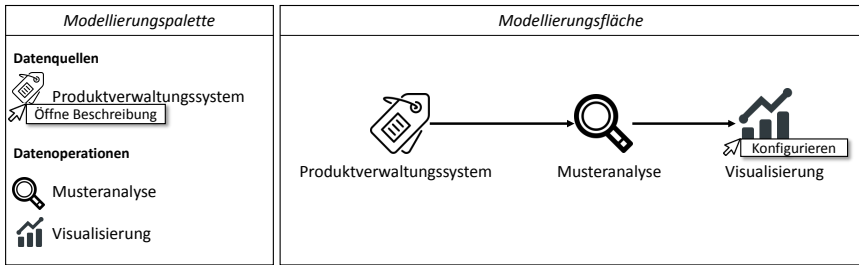 Modellierungspalette
Datenquellen
Produktverwaltungssystem
Öffne Beschreibung
Datenoperationen
Musteranalyse
Visualisierung
Modellierungsfläche
Konfigurieren
Produktverwaltungssystem
Musteranalyse
Visualisierung